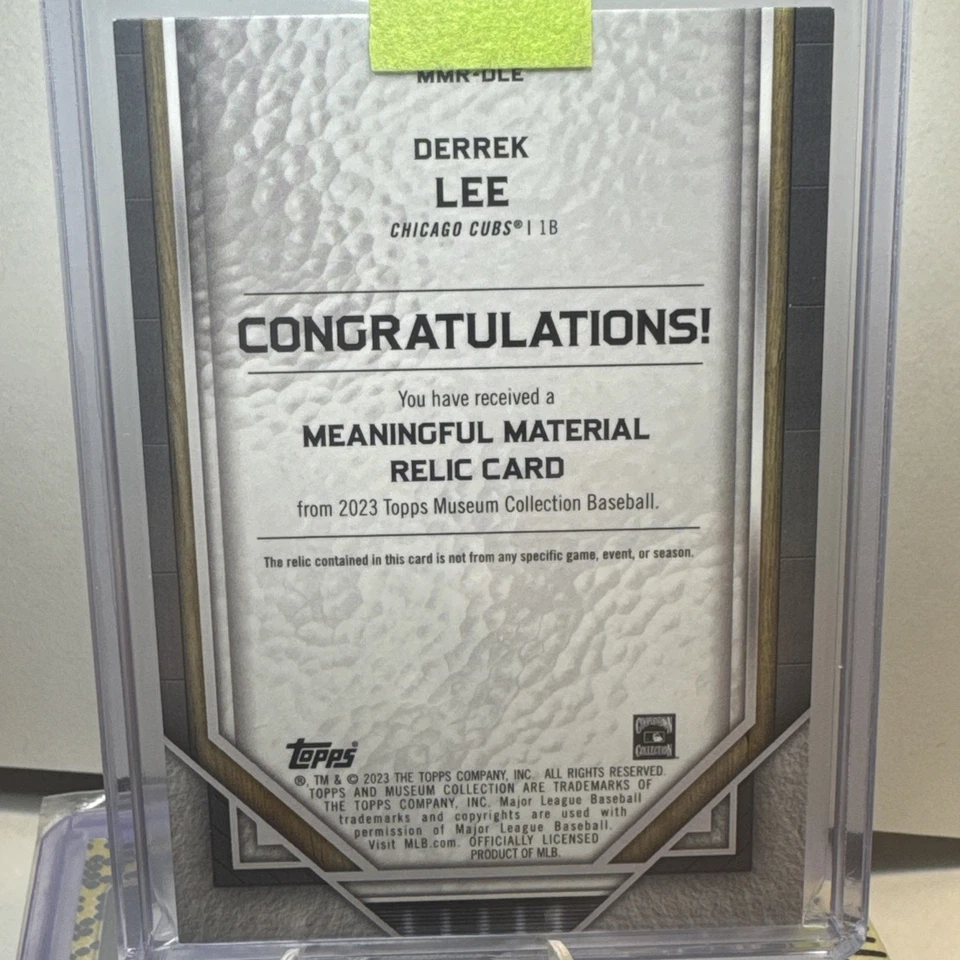 MMR-DLE
DERREK
LEE
CHICAGO CUBS® | 1B
CONGRATULATIONS!
You have received a
MEANINGFUL MATERIAL
RELIC CARD
from 2023 Topps Museum Collection Baseball.
The relic contained in this card is not from any specific game, event, or season.
Topps®
COOPERSTOWN
COLLECTION
®, TM & © 2023 THE TOPPS COMPANY, INC. ALL RIGHTS RESERVED.
TOPPS AND MUSEUM COLLECTION ARE TRADEMARKS OF
THE TOPPS COMPANY, INC. Major League Baseball
trademarks and copyrights are used with
permission of Major League Baseball.
Visit MLB.com. OFFICIALLY LICENSED
PRODUCT OF MLB.